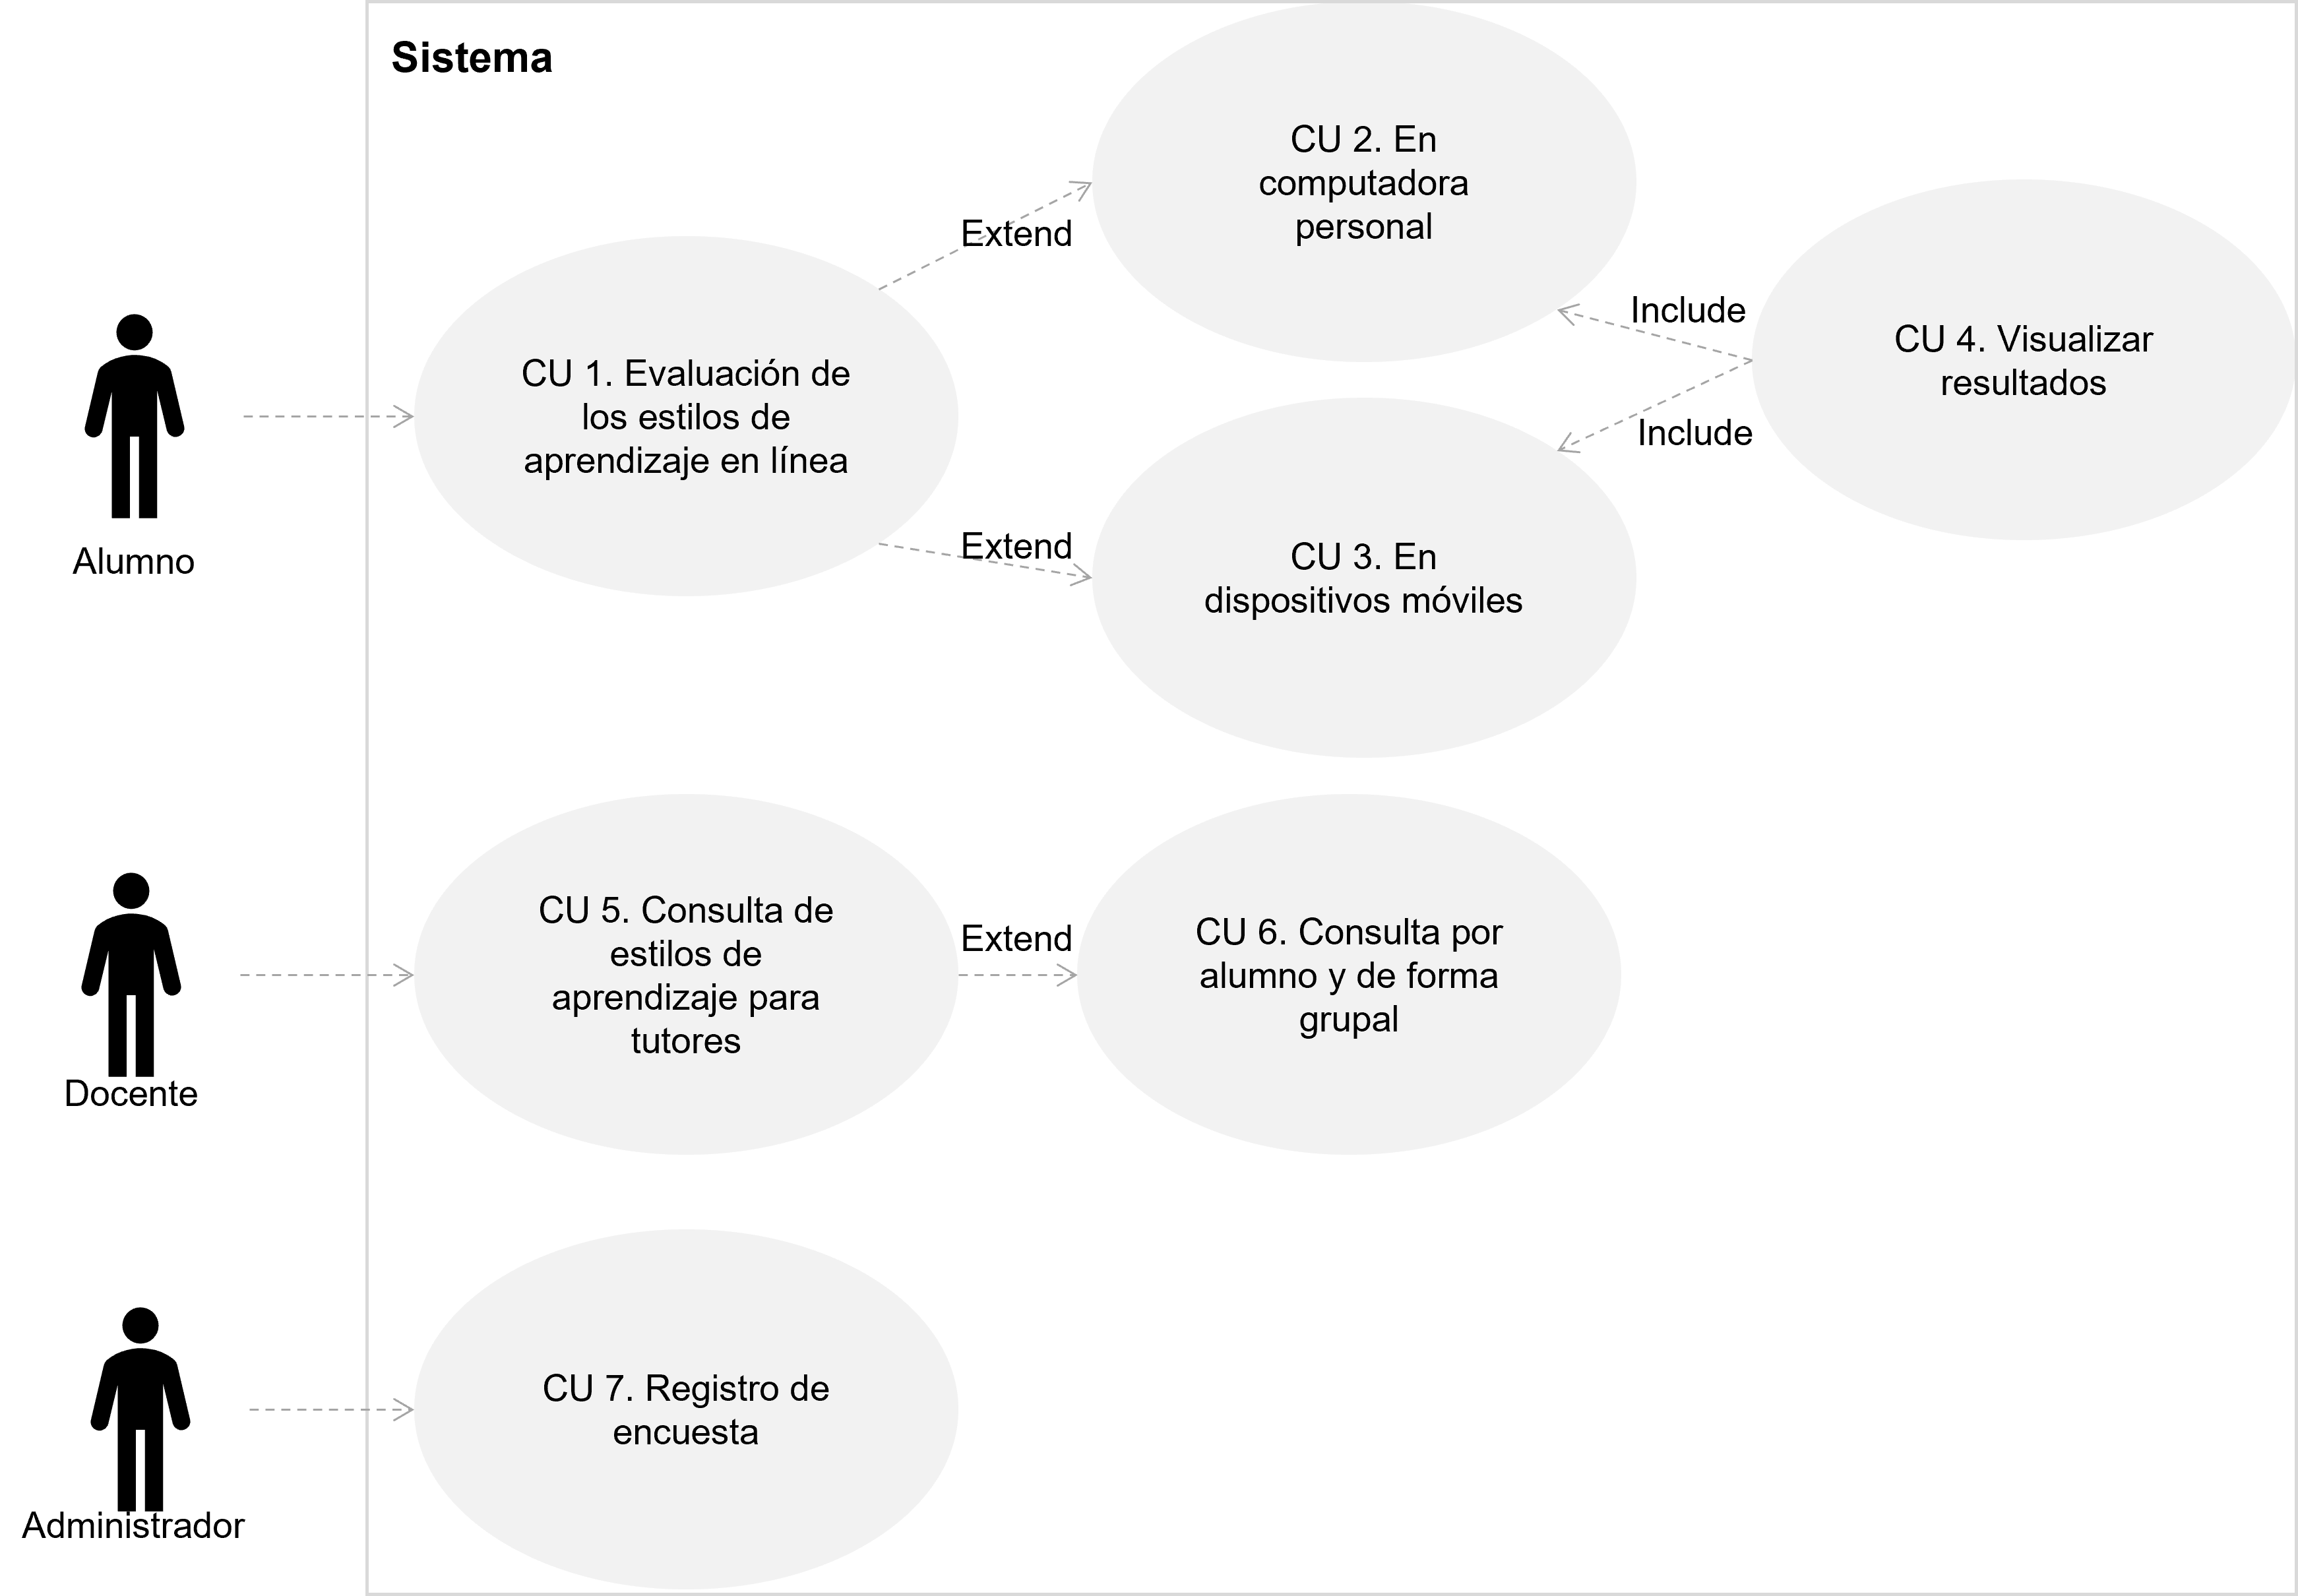 Sistema
CU 2. En
computadora
personal
Extend
Include
CU 4. Visualizar
resultados
CU 1. Evaluación de
los estilos de
aprendizaje en línea
Include
Extend
CU 3. En
dispositivos móviles
Alumno
CU 5. Consulta de
estilos de
aprendizaje para
tutores
Extend
CU 6. Consulta por
alumno y de forma
grupal
Docente
CU 7. Registro de
encuesta
Administrador